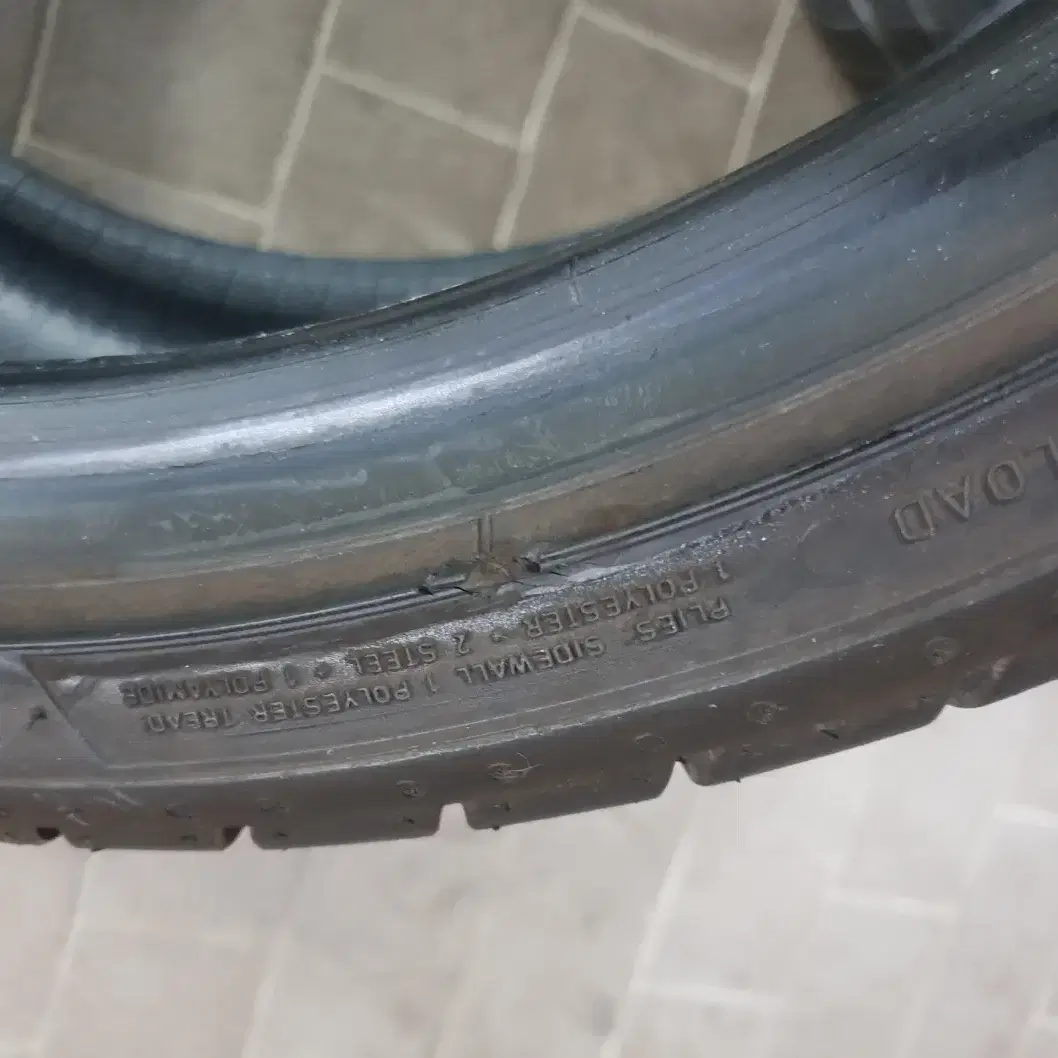 LOAD
PLIES: SIDEWALL 1 POLYESTER TREAD:
1 POLYESTER + 2 STEEL + 1 POLYAMIDE